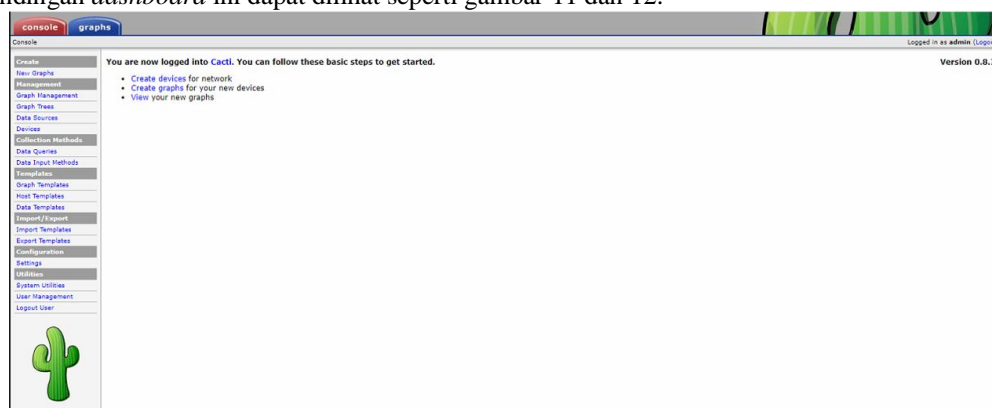 dashboard ini dapat dilihat seperti gambar 11 dan 12.
console graphs
Console
Logged in as admin
Create
New Graphs
Management
Graph Management
Graph Trees
Data Sources
Devices
Collection Methods
Data Queries
Data Input Methods
Templates
Graph Templates
Host Templates
Data Templates
Import/Export
Import Templates
Export Templates
Configuration
Settings
Utilities
System Utilities
User Management
Logout User
You are now logged into Cacti. You can follow these basic steps to get started.
Version 0.8.
• Create devices for network
• Create graphs for your new devices
• View your new graphs